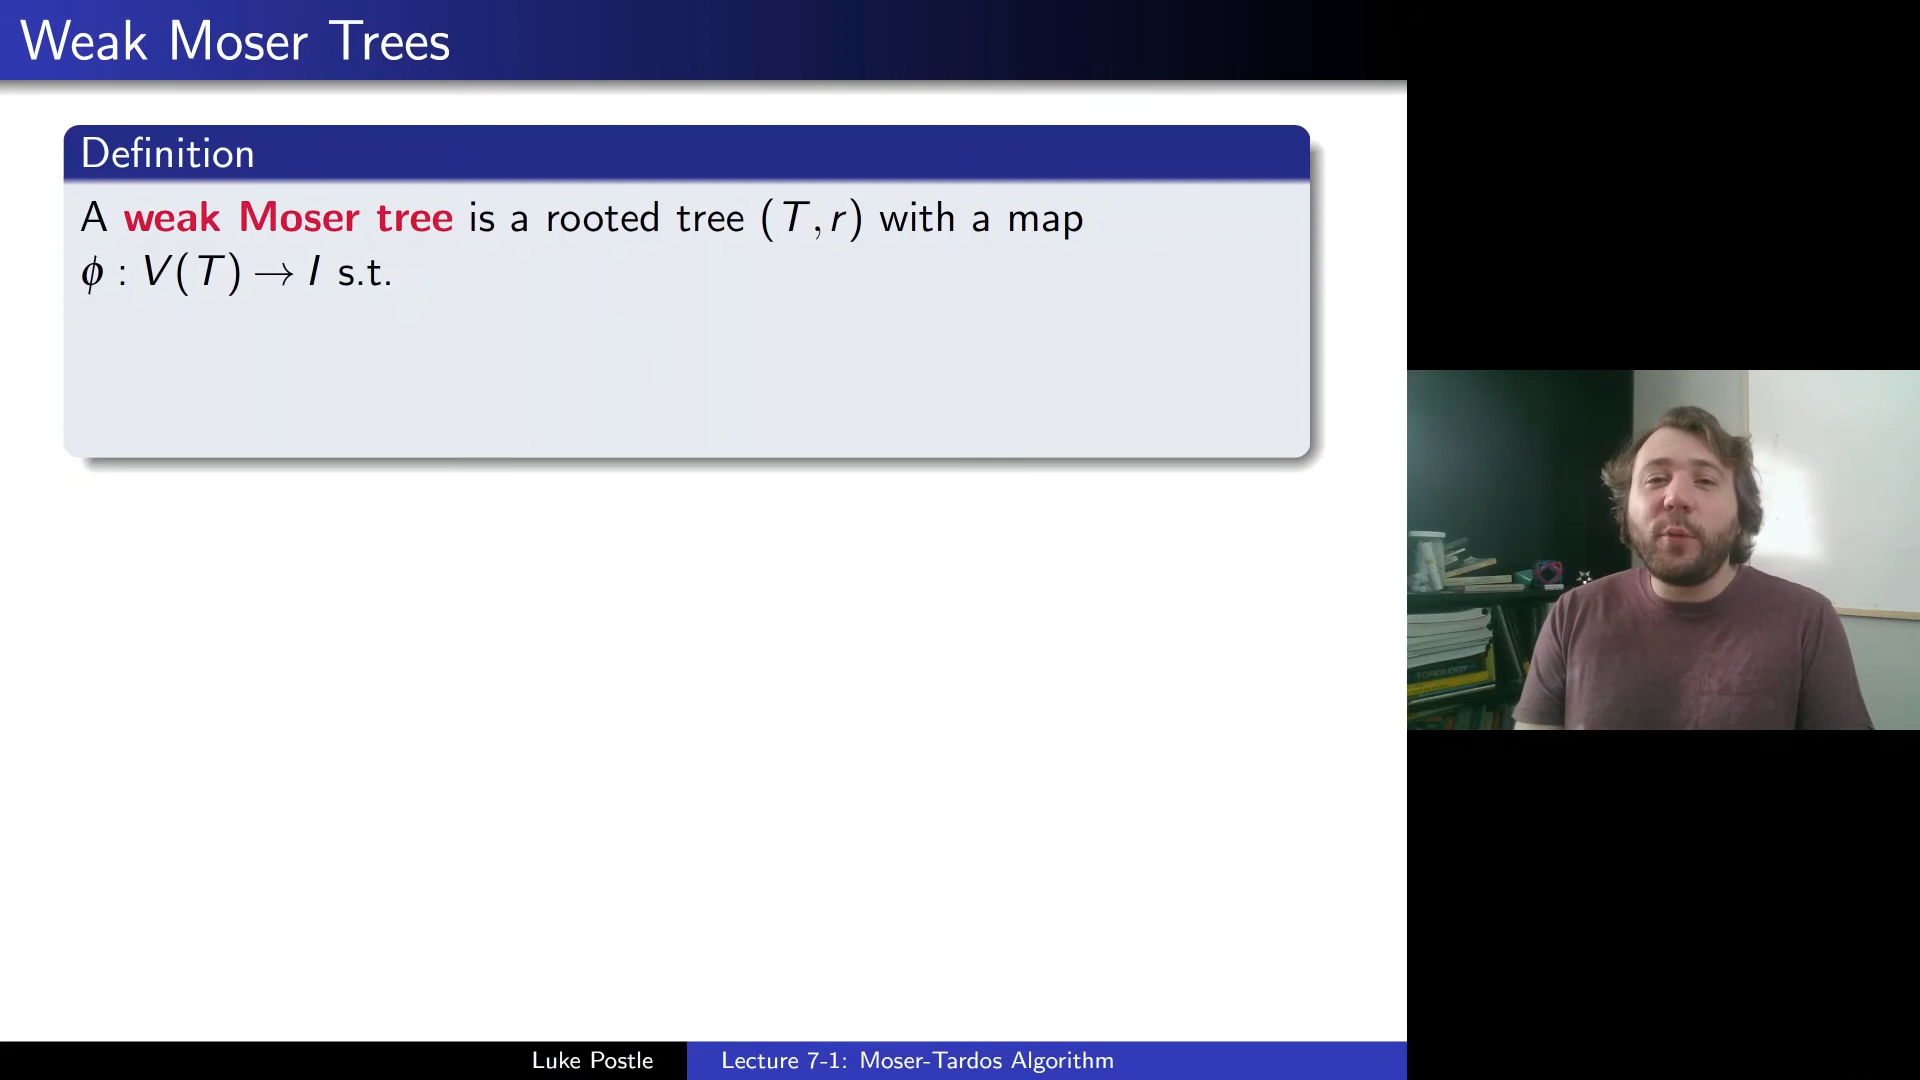 Weak Moser Trees
Definition
A weak Moser tree is a rooted tree (T, r) with a map
ϕ : V(T) → I s.t.
TOPOLOGY
Luke Postle
Lecture 7-1: Moser-Tardos Algorithm